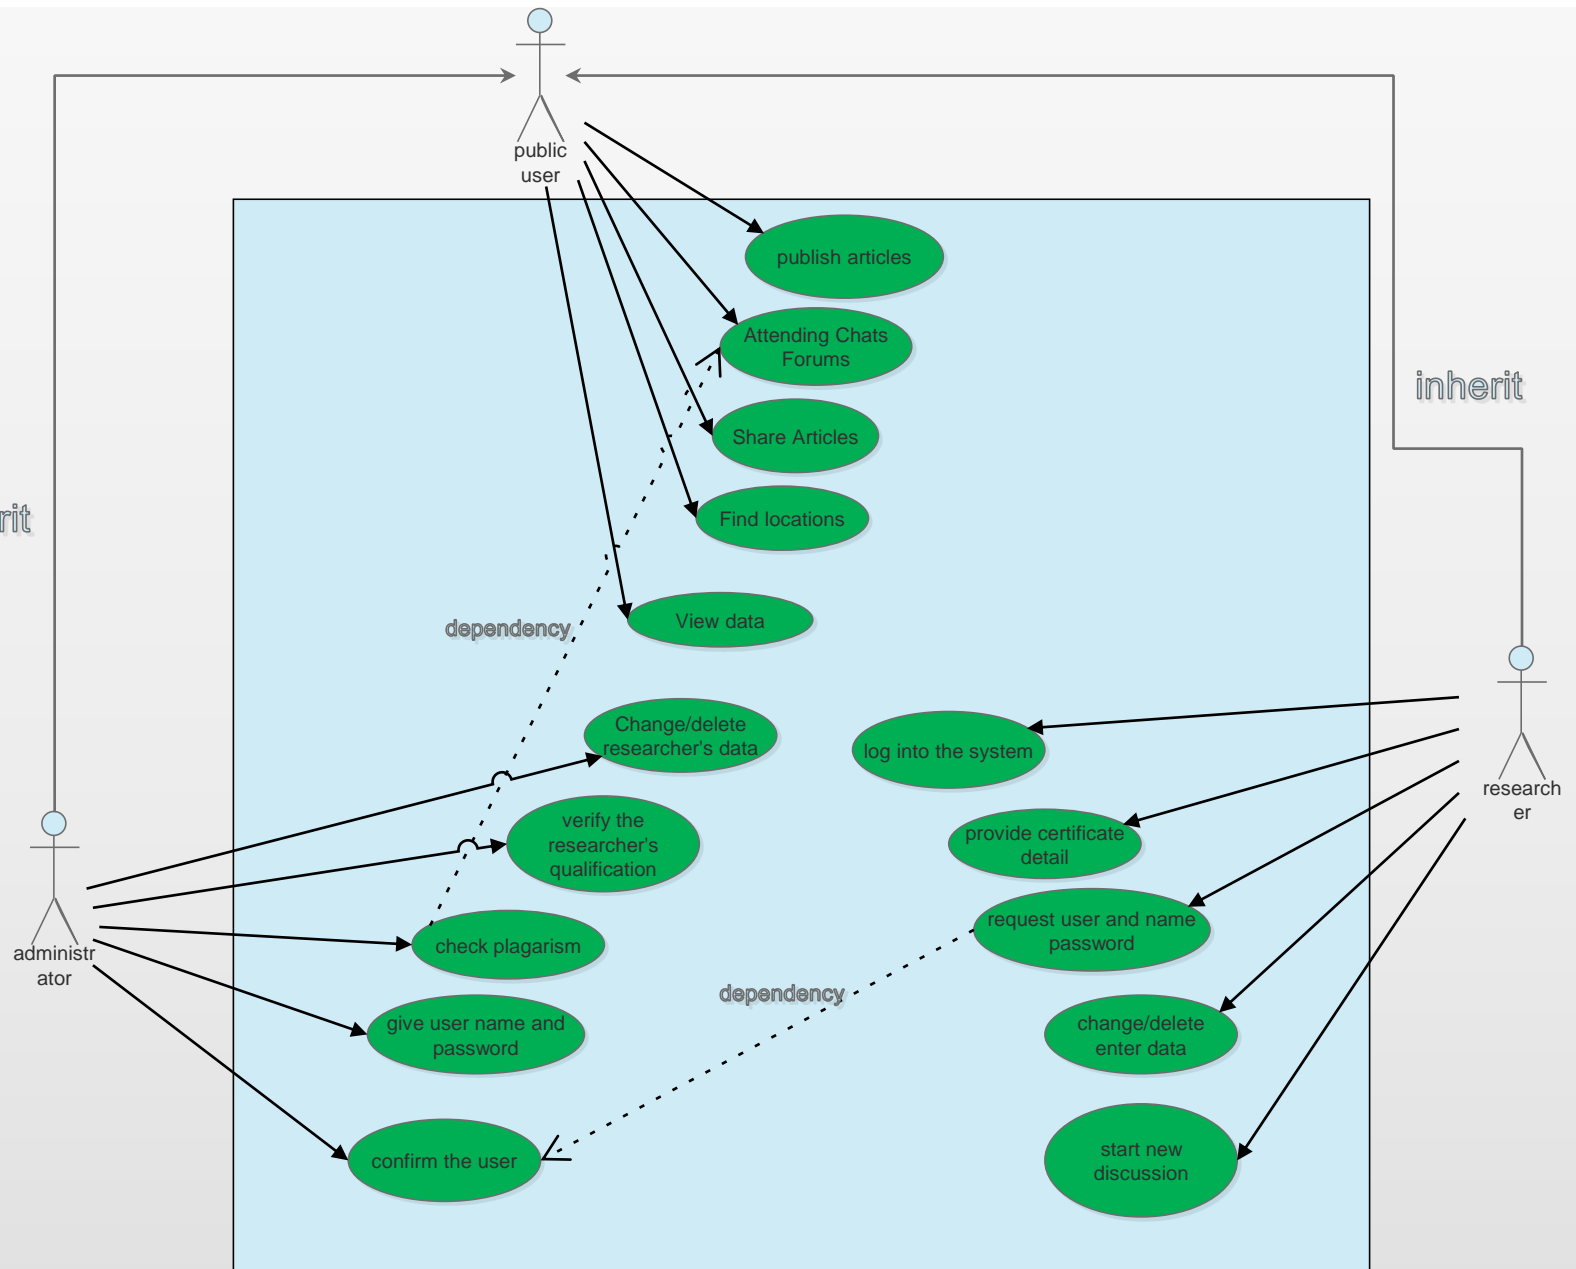 public
user
publish articles
Attending Chats
Forums
inherit
Share Articles
Find locations
rit
View data
dependency
Change/delete
researcher's data
log into the system
research
er
verify the
researcher's
qualification
provide certificate
detail
administr
ator
check plagarism
request user and name
password
dependency
give user name and
password
change/delete
enter data
confirm the user
start new
discussion